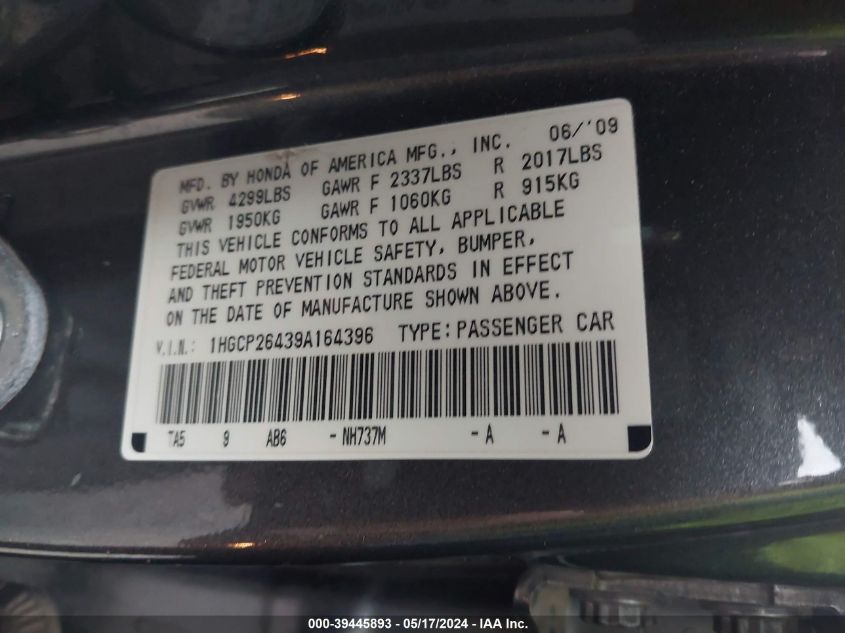 MFD. BY HONDA OF AMERICA MFG., INC. 06/'09
GVWR 4299LBS GAWR F 2337LBS R 2017LBS
GVWR 1950KG GAWR F 1060KG R 915KG
THIS VEHICLE CONFORMS TO ALL APPLICABLE
FEDERAL MOTOR VEHICLE SAFETY, BUMPER,
AND THEFT PREVENTION STANDARDS IN EFFECT
ON THE DATE OF MANUFACTURE SHOWN ABOVE.
V.I.N.: 1HGCP26439A164396 TYPE: PASSENGER CAR
TA5 9 AB6 - NH737M - A - A
000-39445893 - 05/17/2024 - IAA Inc.